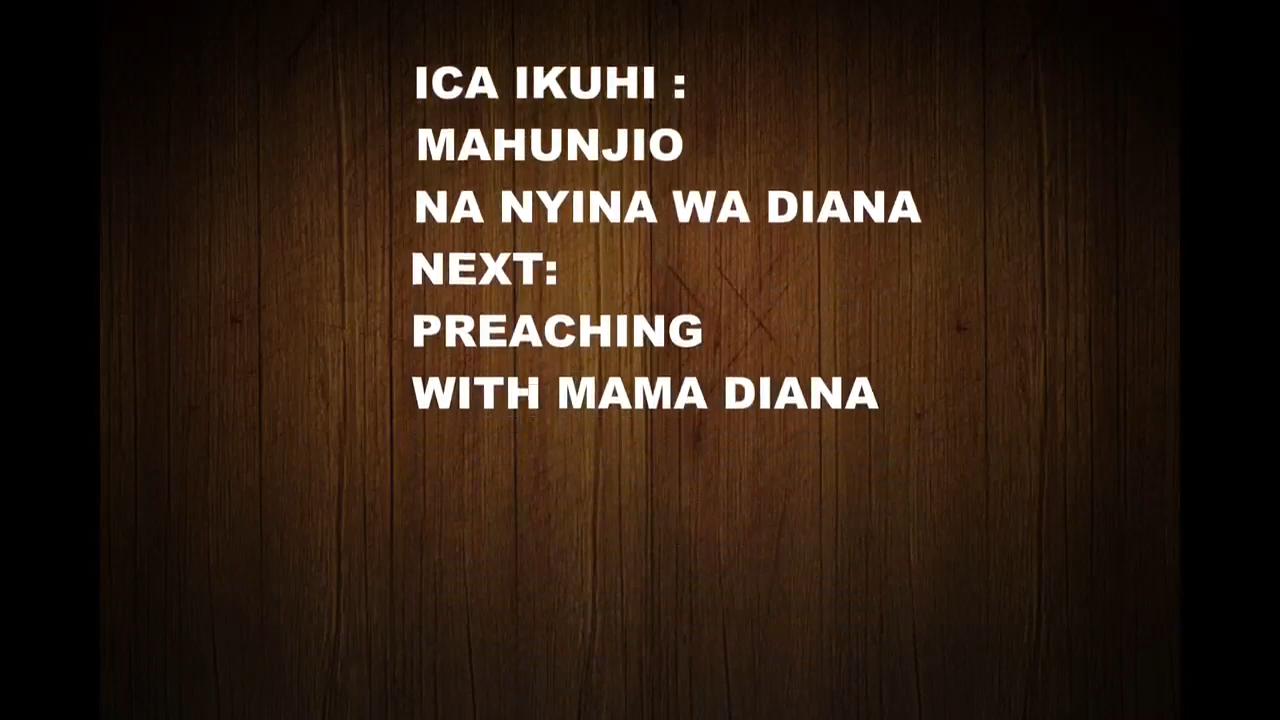 ICA IKUHI :
MAHUNJIO
NA NYINA WA DIANA
NEXT:
PREACHING
WITH MAMA DIANA